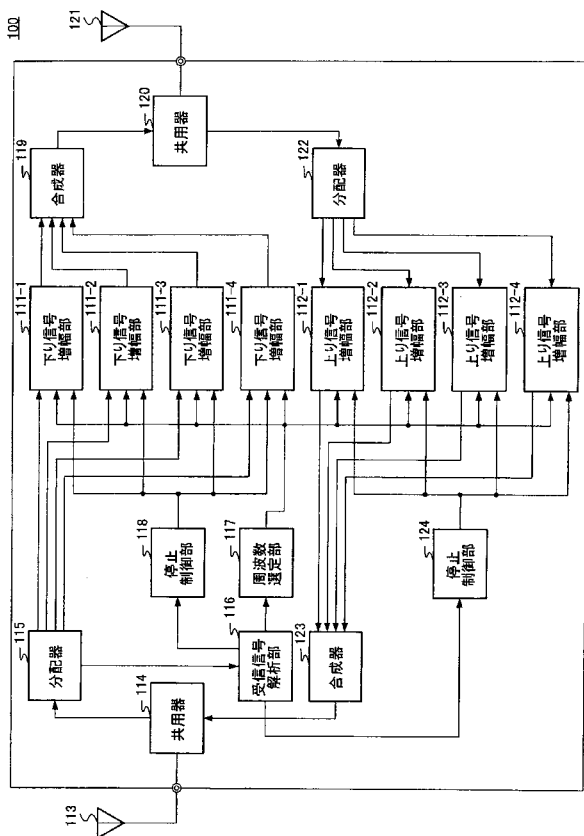 100
121
120
共用器
119
合成器
122
分配器
111-1
下り信号
増幅部
111-2
下り信号
増幅部
111-3
下り信号
増幅部
111-4
下り信号
増幅部
112-1
上り信号
増幅部
112-2
上り信号
増幅部
112-3
上り信号
増幅部
112-4
上り信号
増幅部
118
停止
制御部
117
周波数
選定部
124
停止
制御部
115
分配器
116
受信信号
解析部
123
合成器
114
共用器
113